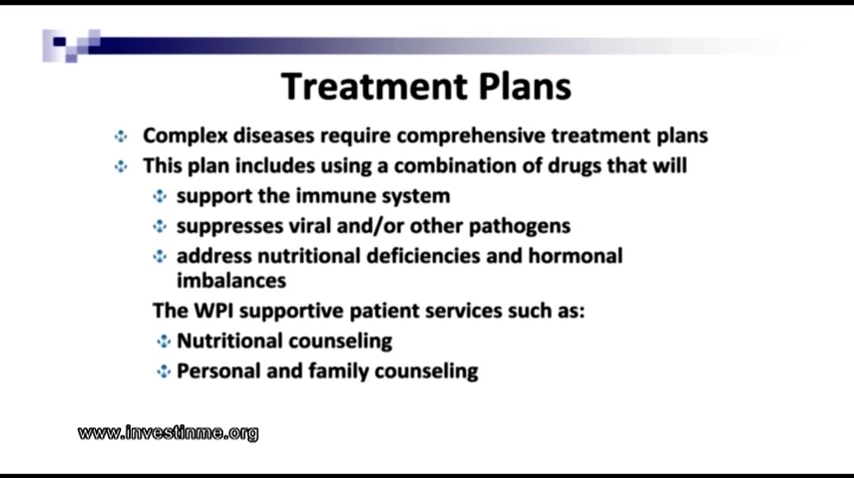 Treatment Plans
Complex diseases require comprehensive treatment plans
This plan includes using a combination of drugs that will
support the immune system
suppresses viral and/or other pathogens
address nutritional deficiencies and hormonal
imbalances
The WPI supportive patient services such as:
Nutritional counseling
Personal and family counseling
www.investinme.org